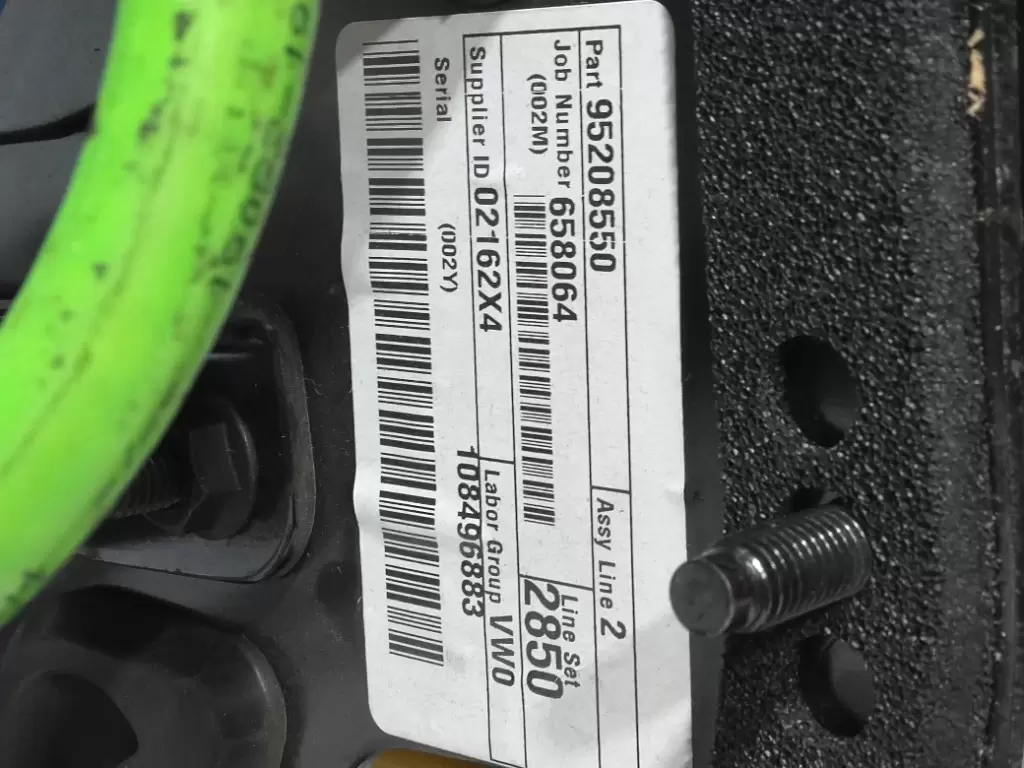 Part 95208550
Assy Line 2
Job Number 658064
(002M)
Line Set
2850
Supplier ID 02162X4
Labor Group VW0
Serial
(002Y)
108496883